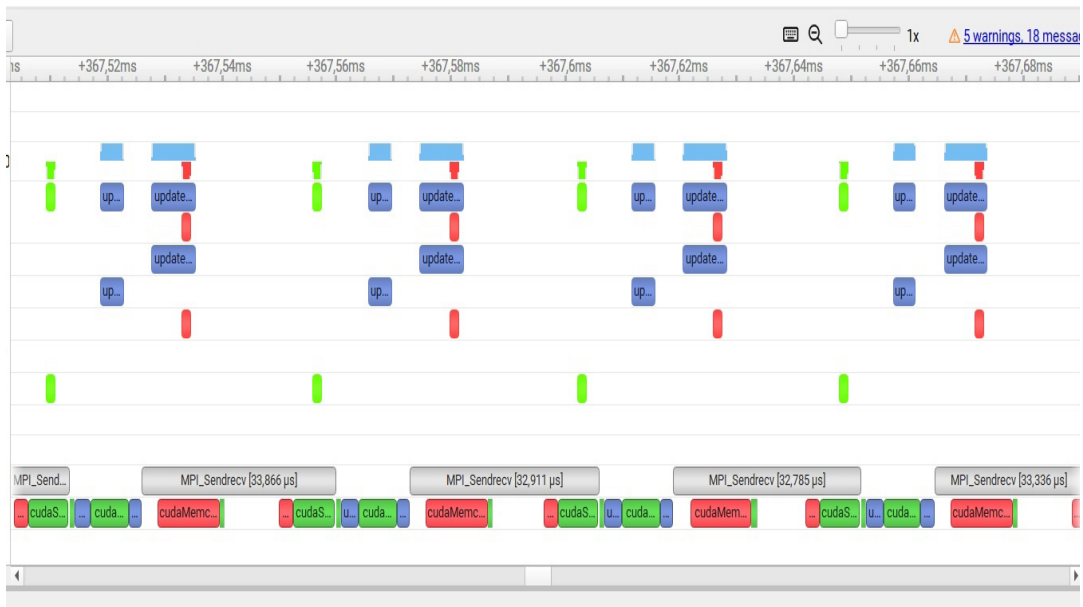 1x 5 warnings, 18 messa
+367,52ms +367,54ms +367,56ms +367,58ms +367,6ms +367,62ms +367,64ms +367,66ms +367,68ms
up... update... up... update... up... update... up... update...
update... update... update... update...
up... up... up... up...
MPI_Send... MPI_Sendrecv [33,866 µs] MPI_Sendrecv [32,911 µs] MPI_Sendrecv [32,785 µs] MPI_Sendrecv [33,336 µs]
... cudaS... ... cuda... ... cudaMemc... ... cudaS... u... cuda... ... cudaMemc... ... cudaS... u... cuda... ... cudaMem... ... cudaS... u... cuda... ... cudaMemc... ...